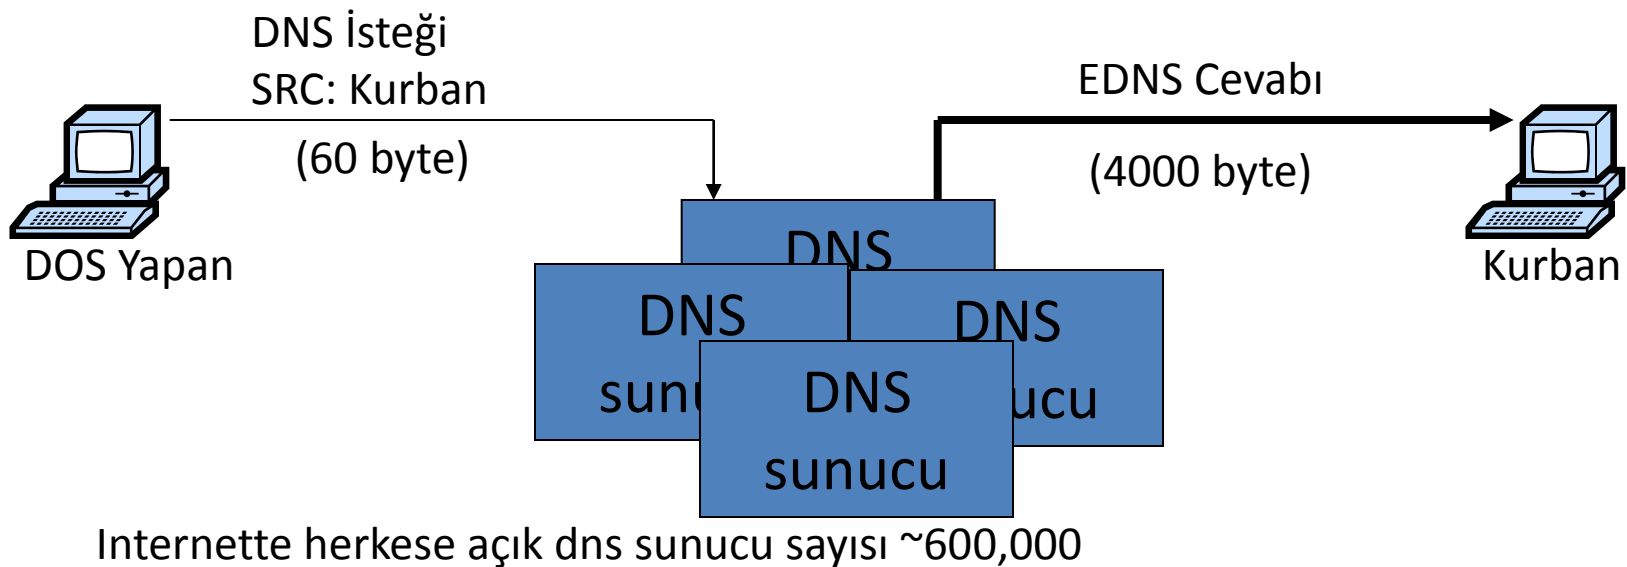 DNS İsteği
SRC: Kurban
(60 byte)
EDNS Cevabı
(4000 byte)
DOS Yapan
Kurban
DNS
DNS
DNS
DNS
sunucu
Internette herkese açık dns sunucu sayısı ~600,000